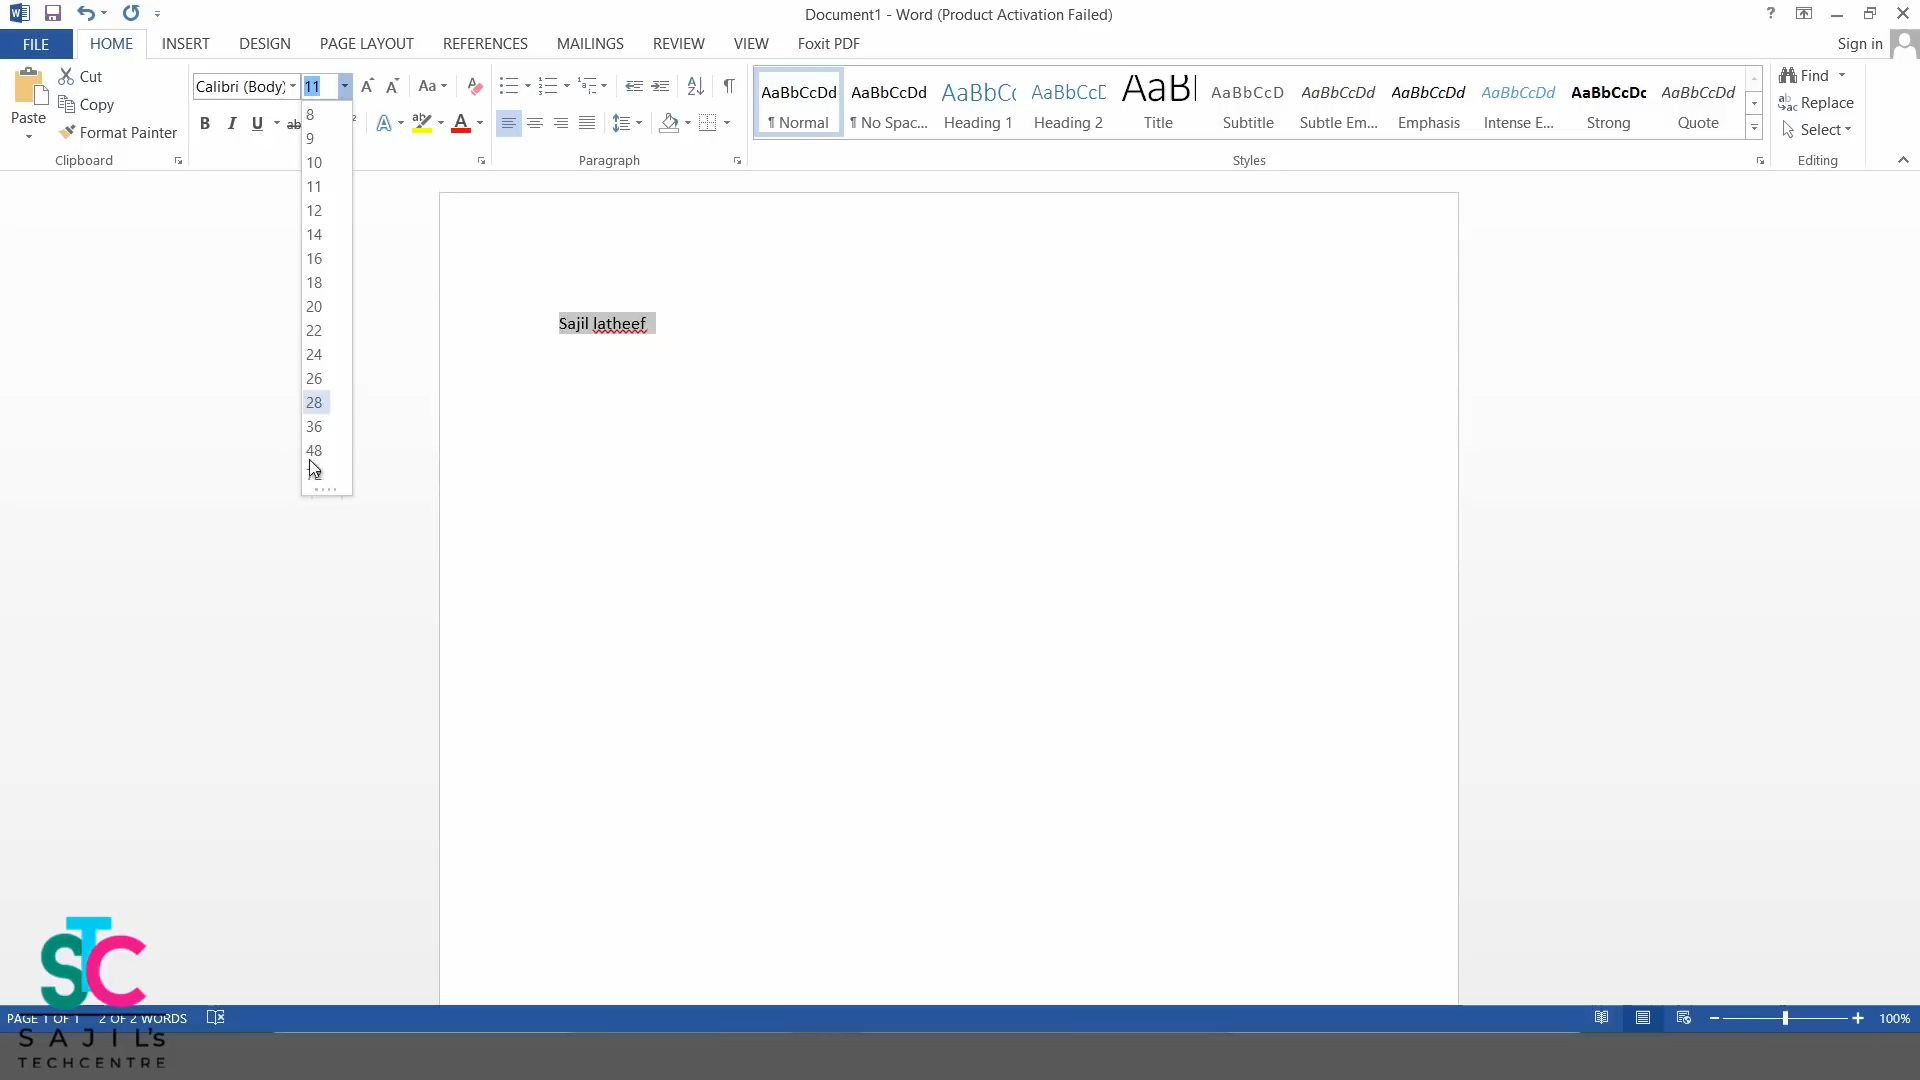 Document1 - Word (Product Activation Failed)
FILE HOME INSERT DESIGN PAGE LAYOUT REFERENCES MAILINGS REVIEW VIEW Foxit PDF Sign in
Paste
Cut
Copy
Format Painter
Clipboard
Calibri (Body) 11
8
9
10
11
12
14
16
18
20
22
24
26
28
36
48
72
Paragraph
AaBbCcDd AaBbCcDd AaBbCc AaBbCcD AaBl AaBbCcD AaBbCcDd AaBbCcDd AaBbCcDd AaBbCcDc AaBbCcDd
¶ Normal ¶ No Spac... Heading 1 Heading 2 Title Subtitle Subtle Em... Emphasis Intense E... Strong Quote
Styles
Find
Replace
Select
Editing
Sajil latheef
PAGE 1 OF 1 2 OF 2 WORDS 100%
STC
SAJIL's
TECHCENTRE